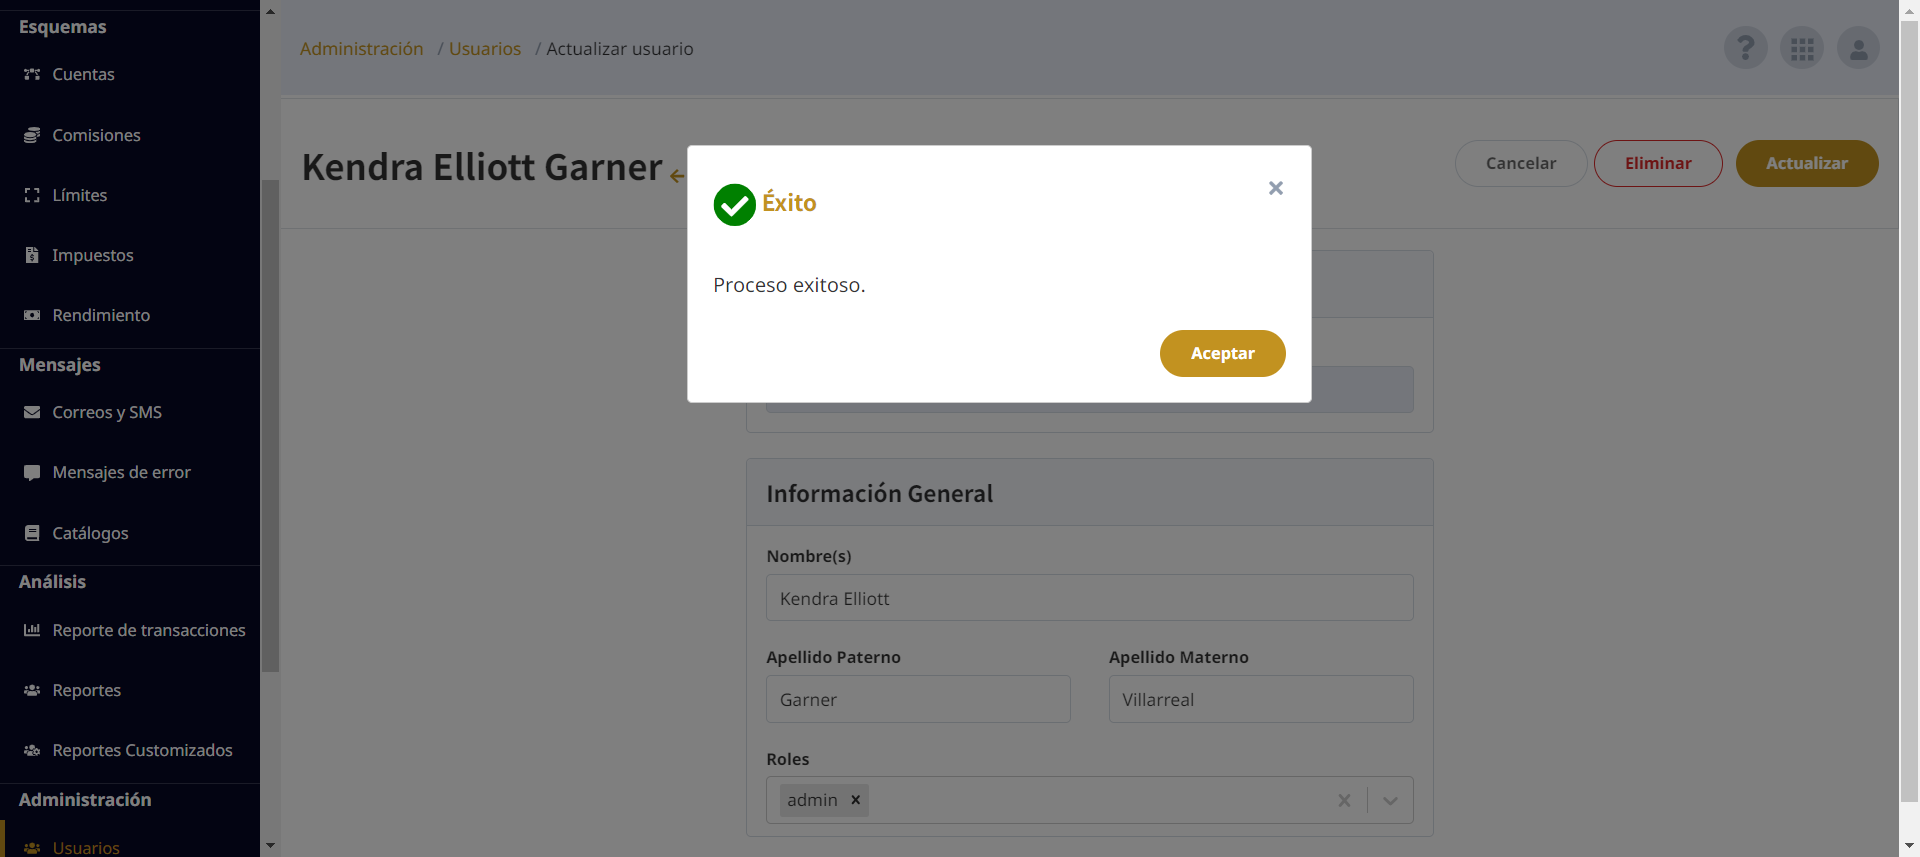 Esquemas
Cuentas
Comisiones
Límites
Impuestos
Rendimiento
Mensajes
Correos y SMS
Mensajes de error
Catálogos
Análisis
Reporte de transacciones
Reportes
Reportes Customizados
Administración
Usuarios
Administración / Usuarios / Actualizar usuario
Kendra Elliott Garner
Cancelar
Eliminar
Actualizar
Éxito
Proceso exitoso.
Aceptar
Información General
Nombre(s)
Kendra Elliott
Apellido Paterno
Apellido Materno
Garner
Villarreal
Roles
admin